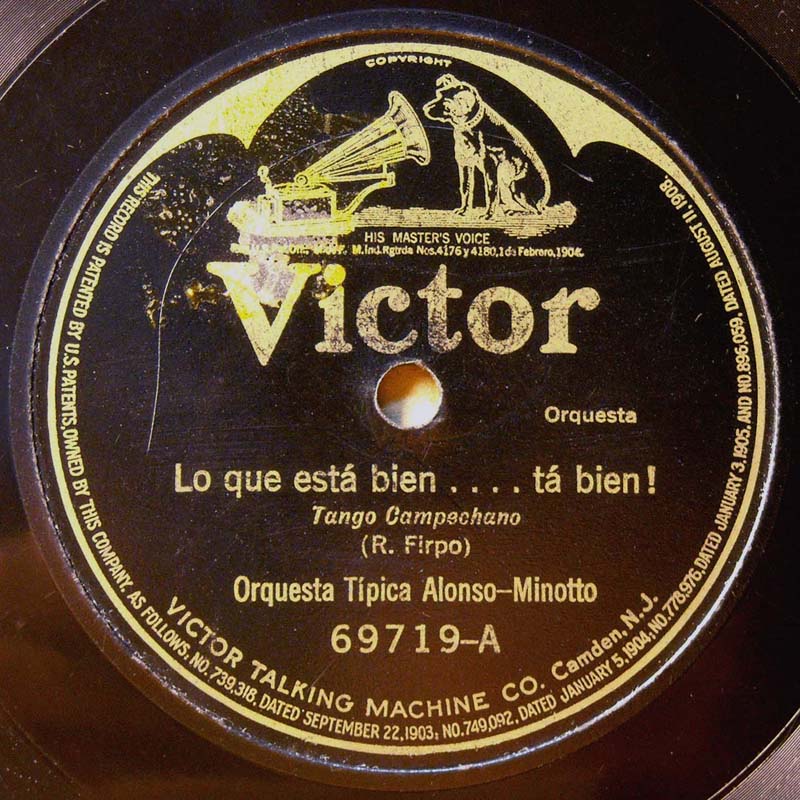 COPYRIGHT
HIS MASTER'S VOICE
M.Ind.Rgtrda Nos.4176 y 4180,1 de Febrero,1904.
Victor
Orquesta
Lo que está bien . . . . tá bien!
Tango Campechano
(R. Firpo)
Orquesta Típica Alonso–Minotto
69719–A
VICTOR TALKING MACHINE CO. Camden, N.J.
THIS RECORD IS PATENTED BY U.S. PATENTS, OWNED BY THIS COMPANY, AS FOLLOWS, NO. 739,318, DATED SEPTEMBER 22,1903; NO.749,092, DATED JANUARY 5, 1904; NO.778,976, DATED JANUARY 3,1905, AND NO.896,059, DATED AUGUST 11, 1908.